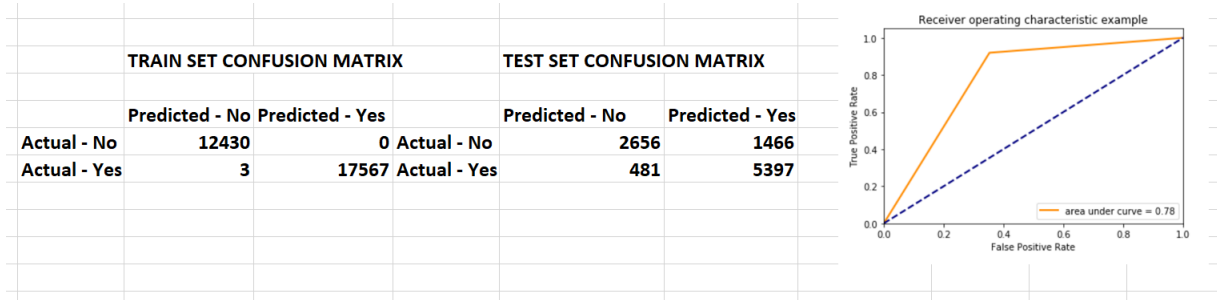 TRAIN SET CONFUSION MATRIX
TEST SET CONFUSION MATRIX
Predicted - No Predicted - Yes Predicted - No Predicted - Yes
Actual - No 12430 0 Actual - No 2656 1466
Actual - Yes 3 17567 Actual - Yes 481 5397
Receiver operating characteristic example
True Positive Rate
1.0
0.8
0.6
0.4
0.2
0.0
0.0 0.2 0.4 0.6 0.8 1.0
False Positive Rate
area under curve = 0.78